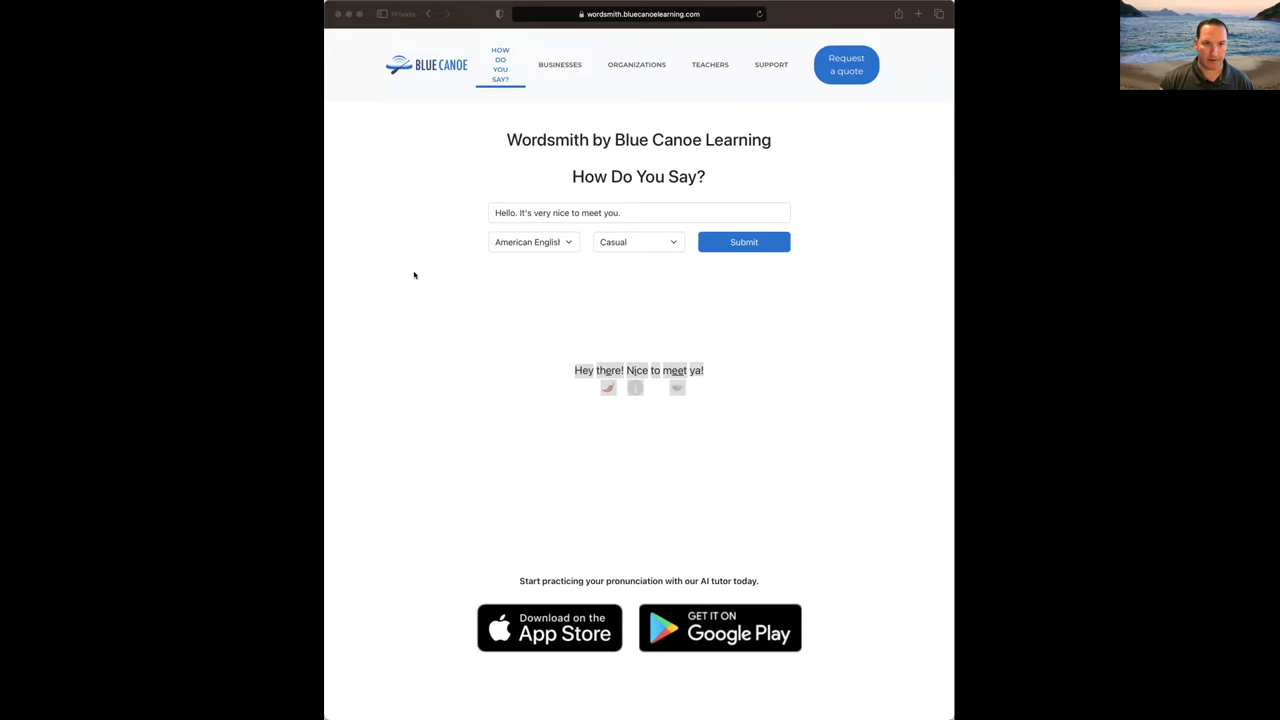 Private
wordsmith.bluecanoelearning.com
BLUE CANOE
HOW
DO
YOU
SAY?
BUSINESSES
ORGANIZATIONS
TEACHERS
SUPPORT
Request
a quote
Wordsmith by Blue Canoe Learning
How Do You Say?
Hello. It's very nice to meet you.
American English
Casual
Submit
Hey there! Nice to meet ya!
Start practicing your pronunciation with our AI tutor today.
Download on the
App Store
GET IT ON
Google Play